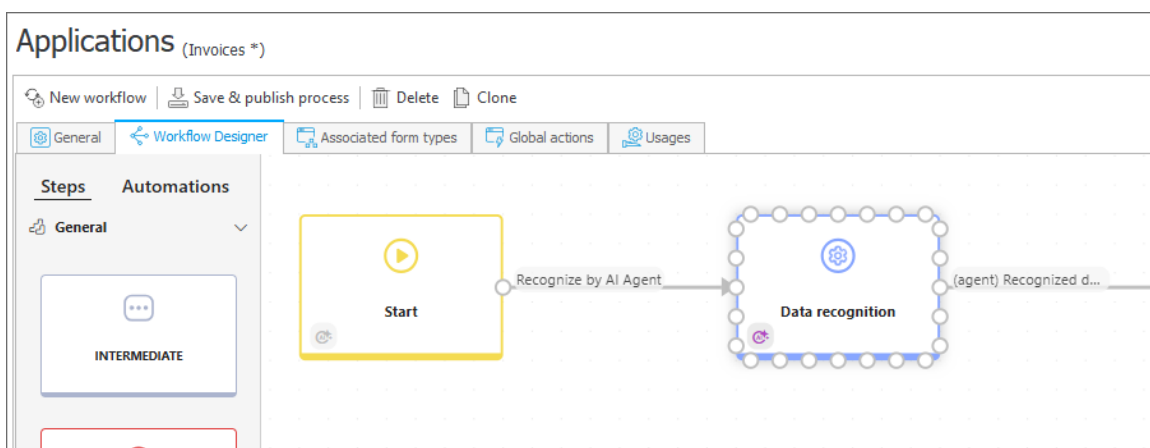 Applications (Invoices *)
New workflow Save & publish process Delete Clone
General Workflow Designer Associated form types Global actions Usages
Steps Automations
General
Recognize by AI Agent
(agent) Recognized d...
Start
Data recognition
INTERMEDIATE